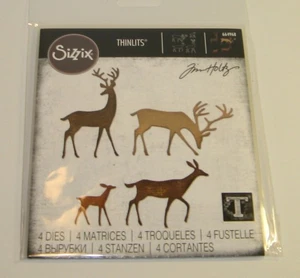 Sizzix
THINLITS®
Tim Holtz
T
4 DIES | 4 MATRICES | 4 TROQUELES | 4 FUSTELLE
4 ВЫРУБКИ | 4 STANZEN | 4 CORTANTES